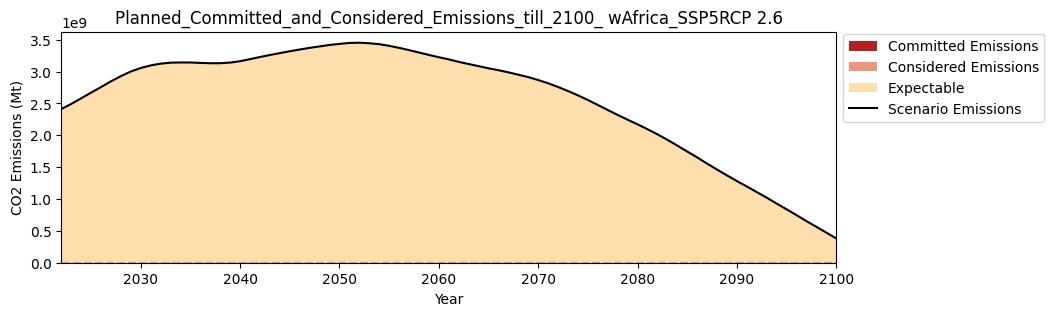 Planned_Committed_and_Considered_Emissions_till_2100_ wAfrica_SSP5RCP 2.6
1e9
3.5
3.0
2.5
2.0
1.5
1.0
0.5
0.0
CO2 Emissions (Mt)
2030 2040 2050 2060 2070 2080 2090 2100
Year
Committed Emissions
Considered Emissions
Expectable
Scenario Emissions